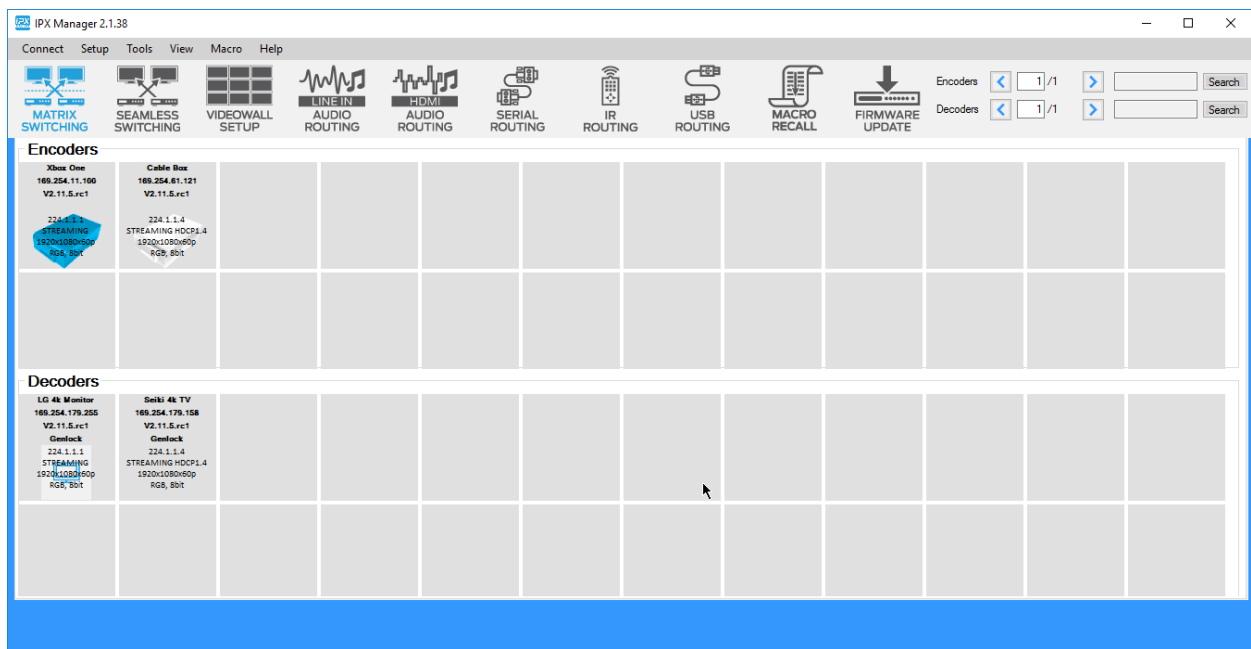 IPX Manager 2.1.38
Connect Setup Tools View Macro Help
MATRIX
SWITCHING
SEAMLESS
SWITCHING
VIDEOWALL
SETUP
LINE IN
AUDIO
ROUTING
HDMI
AUDIO
ROUTING
SERIAL
ROUTING
IR
ROUTING
USB
ROUTING
MACRO
RECALL
FIRMWARE
UPDATE
Encoders 1 /1 Search
Decoders 1 /1 Search
Encoders
Xbox One
169.254.11.100
V2.11.5.rc1
224.1.1.1
STREAMING
1920x1080x60p
RGB, 8bit
Cable Box
169.254.61.121
V2.11.5.rc1
224.1.1.4
STREAMING HDCP1.4
1920x1080x60p
RGB, 8bit
Decoders
LG 4k Monitor
169.254.179.255
V2.11.5.rc1
Genlock
224.1.1.1
STREAMING
1920x1080x60p
RGB, 8bit
Seiki 4k TV
169.254.179.158
V2.11.5.rc1
Genlock
224.1.1.4
STREAMING HDCP1.4
1920x1080x60p
RGB, 8bit